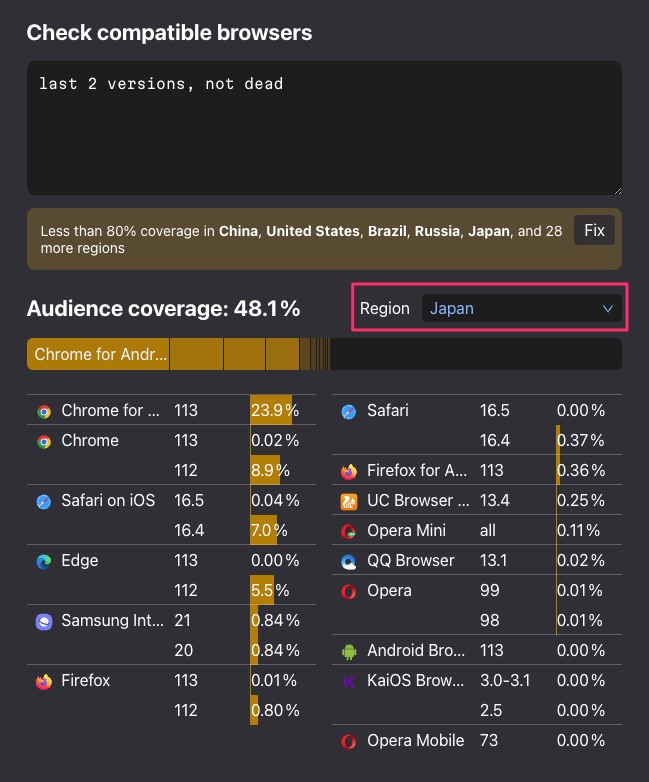 Check compatible browsers
last 2 versions, not dead
Less than 80% coverage in China, United States, Brazil, Russia, Japan, and 28
more regions
Fix
Audience coverage: 48.1%
Region
Japan
Chrome for Andr...
Chrome for ... 113 23.9%
Chrome 113 0.02%
112 8.9%
Safari on iOS 16.5 0.04%
16.4 7.0%
Edge 113 0.00%
112 5.5%
Samsung Int... 21 0.84%
20 0.84%
Firefox 113 0.01%
112 0.80%
Safari 16.5 0.00%
16.4 0.37%
Firefox for A... 113 0.36%
UC Browser ... 13.4 0.25%
Opera Mini all 0.11%
QQ Browser 13.1 0.02%
Opera 99 0.01%
98 0.01%
Android Bro... 113 0.00%
KaiOS Brow... 3.0-3.1 0.00%
2.5 0.00%
Opera Mobile 73 0.00%